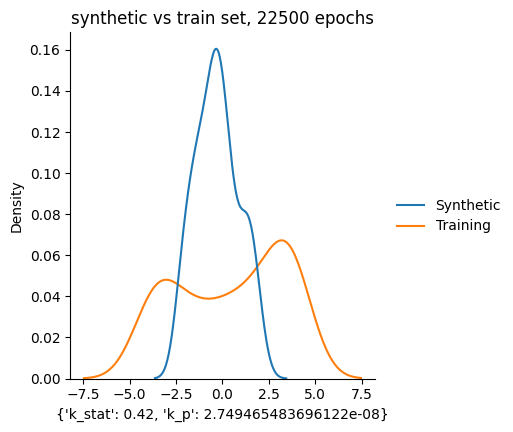 synthetic vs train set, 22500 epochs
0.16
0.14
0.12
0.10
0.08
0.06
0.04
0.02
0.00
Density
Synthetic
Training
−7.5 −5.0 −2.5 0.0 2.5 5.0 7.5
{'k_stat': 0.42, 'k_p': 2.749465483696122e-08}